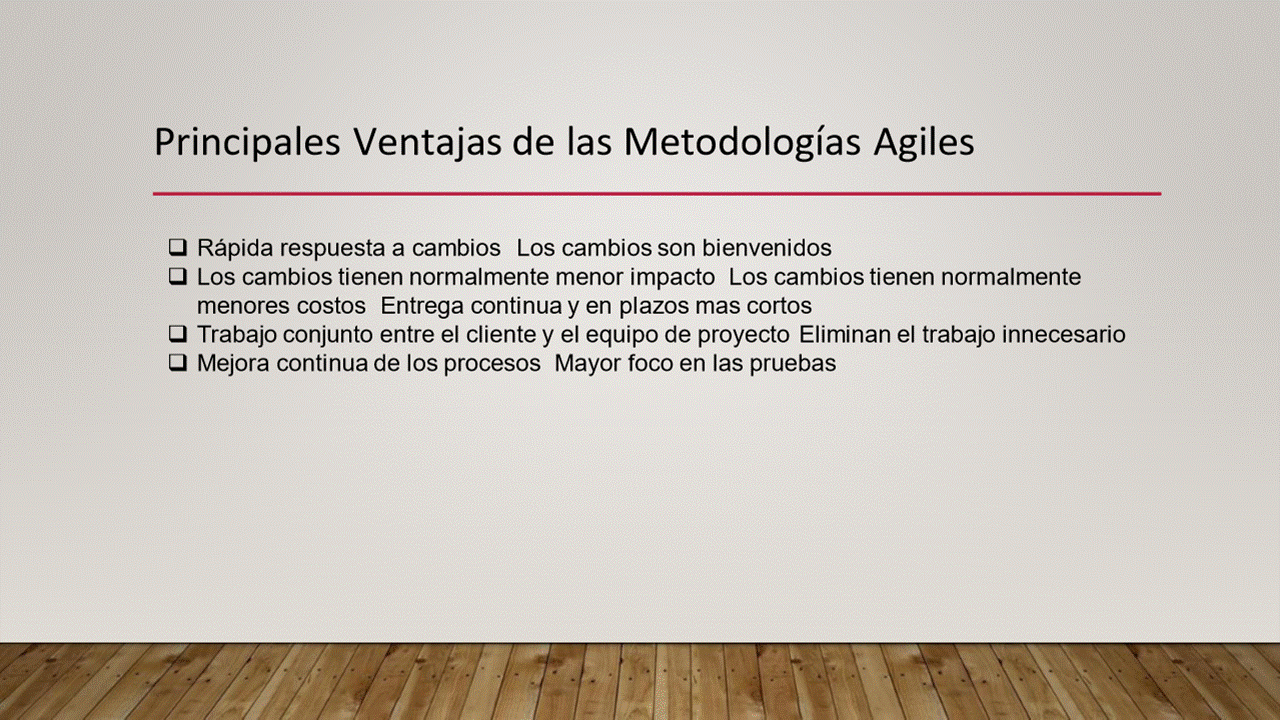 Principales Ventajas de las Metodologías Agiles
❑ Rápida respuesta a cambios  Los cambios son bienvenidos
❑ Los cambios tienen normalmente menor impacto  Los cambios tienen normalmente
menores costos  Entrega continua y en plazos mas cortos
❑ Trabajo conjunto entre el cliente y el equipo de proyecto Eliminan el trabajo innecesario
❑ Mejora continua de los procesos  Mayor foco en las pruebas